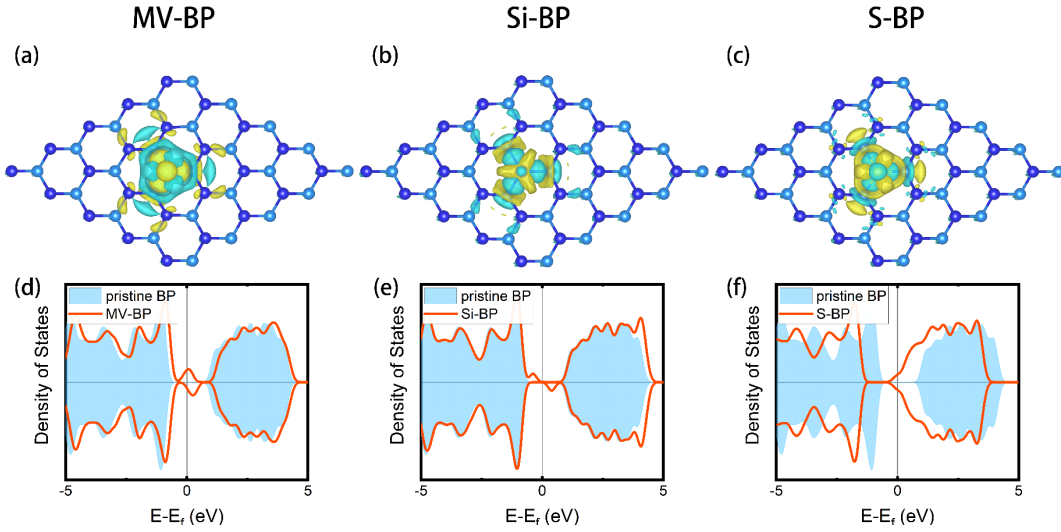 MV-BP Si-BP S-BP
(a) (b) (c)
(d) (e) (f)
pristine BP
MV-BP
pristine BP
Si-BP
pristine BP
S-BP
Density of States
Density of States
Density of States
-5 0 5
-5 0 5
-5 0 5
E-Ef (eV)
E-Ef (eV)
E-Ef (eV)